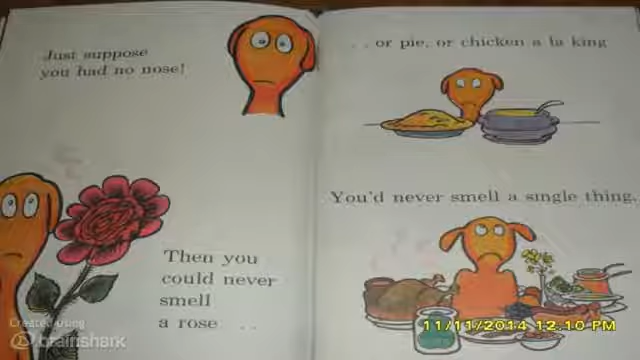 Just suppose
you had no nose!
Then you
could never
smell
a rose . . .
. . . or pie, or chicken a la king
You'd never smell a single thing,
11/11/2014 12:10 PM
Created using
brainshark